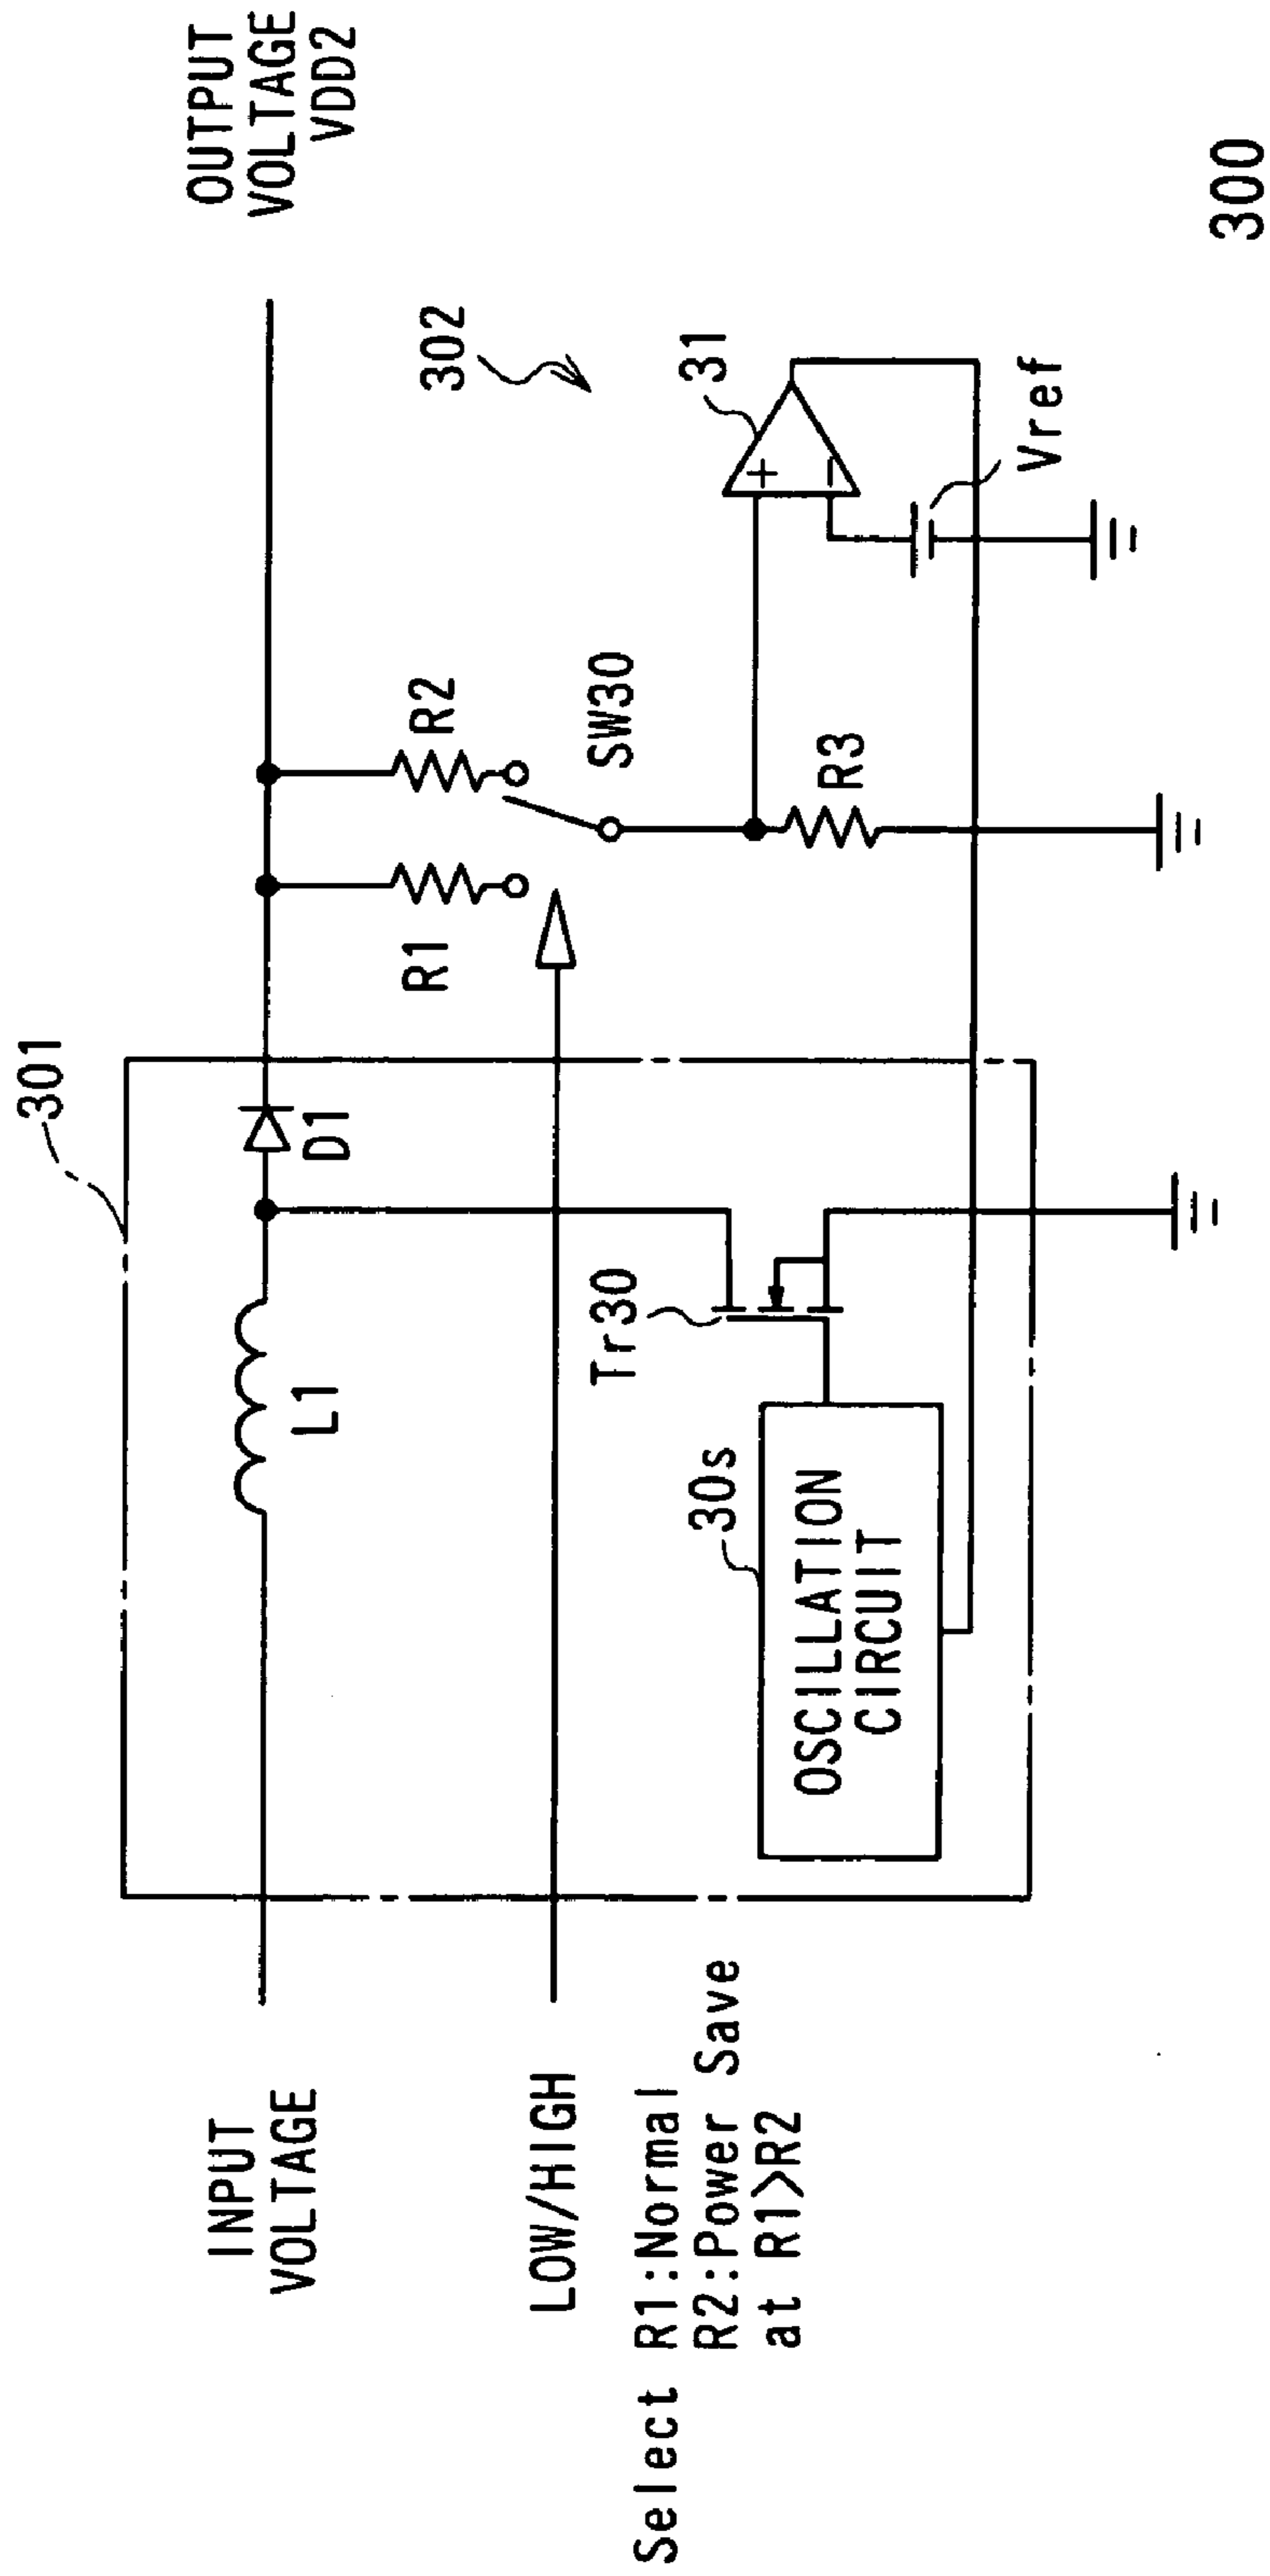 301
INPUT
VOLTAGE
L1
D1
OUTPUT
VOLTAGE
VDD2
R1
R2
302
LOW/HIGH
SW30
Select R1:Normal
R2:Power Save
at R1>R2
Tr30
30s
OSCILLATION
CIRCUIT
R3
31
+
−
Vref
300